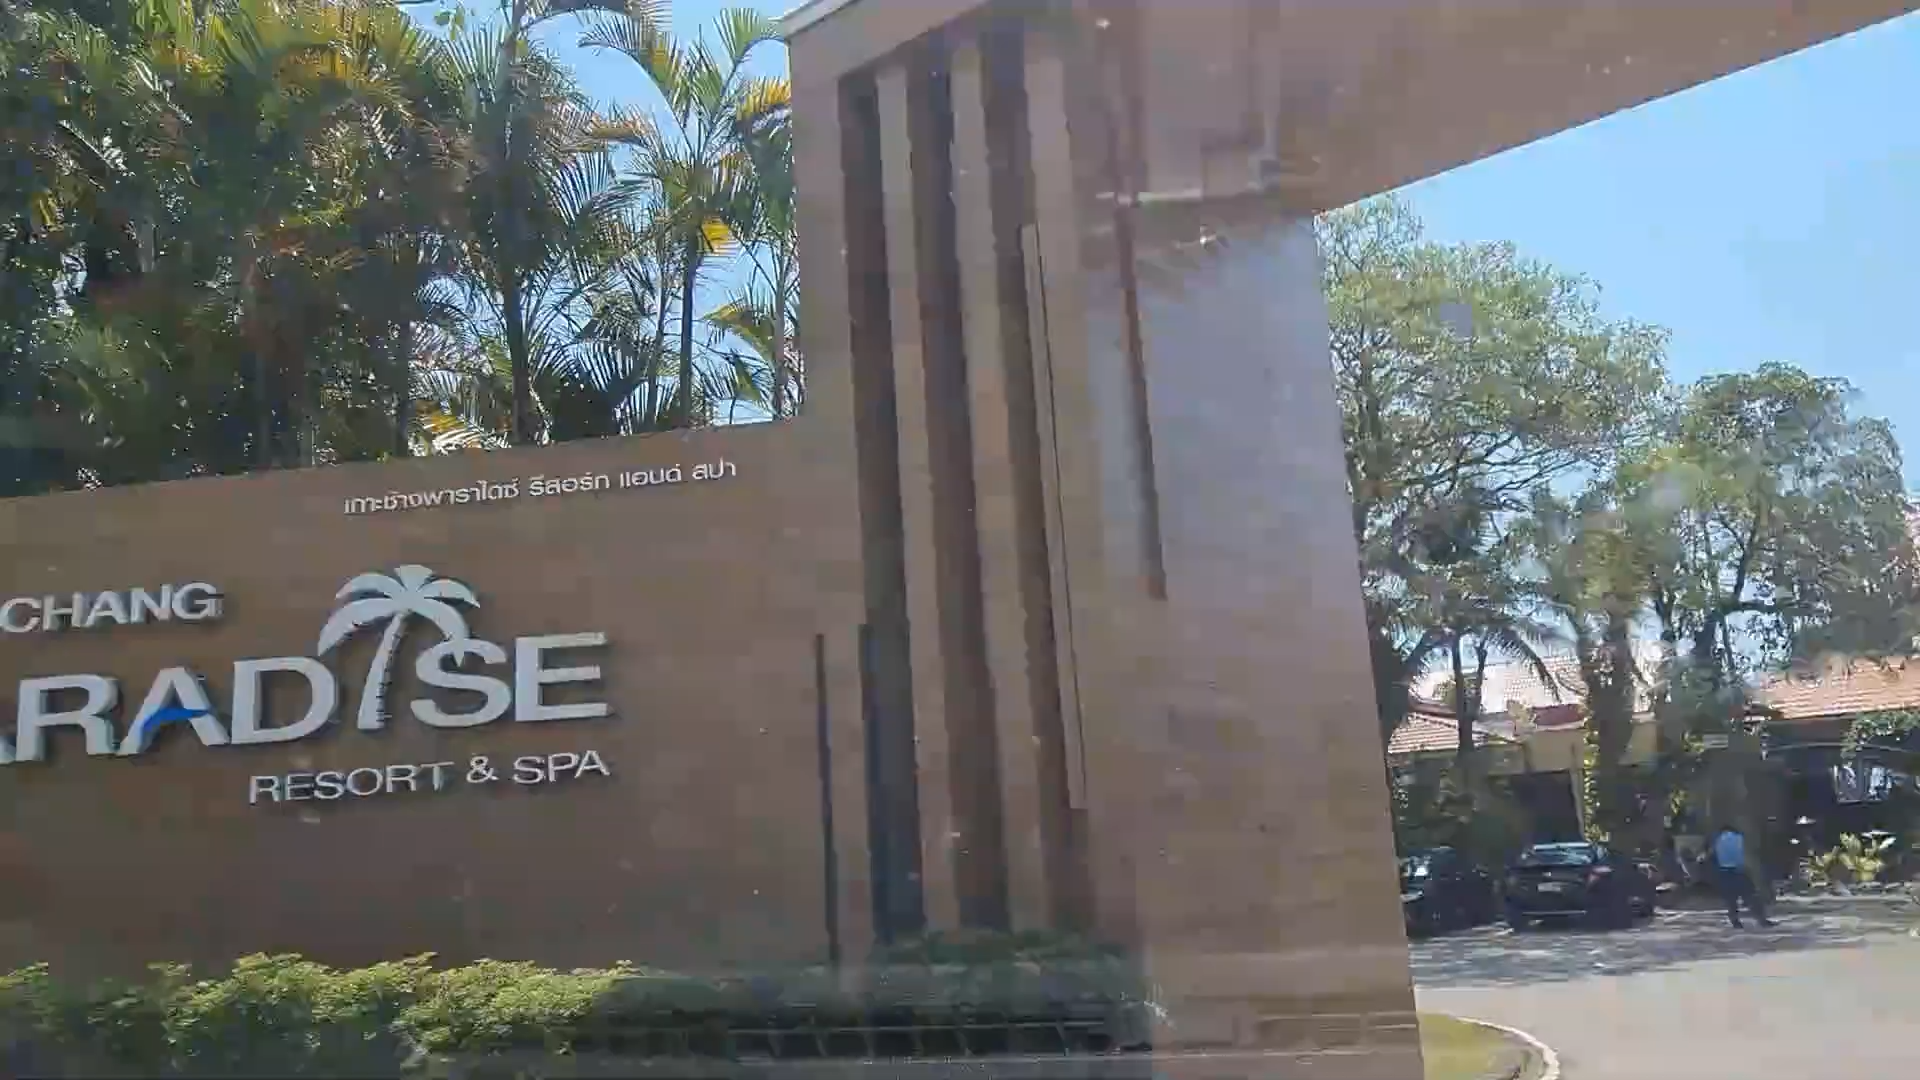 เกาะช้างพาราไดซ์ รีสอร์ท แอนด์ สปา
CHANG
ARADISE
RESORT & SPA